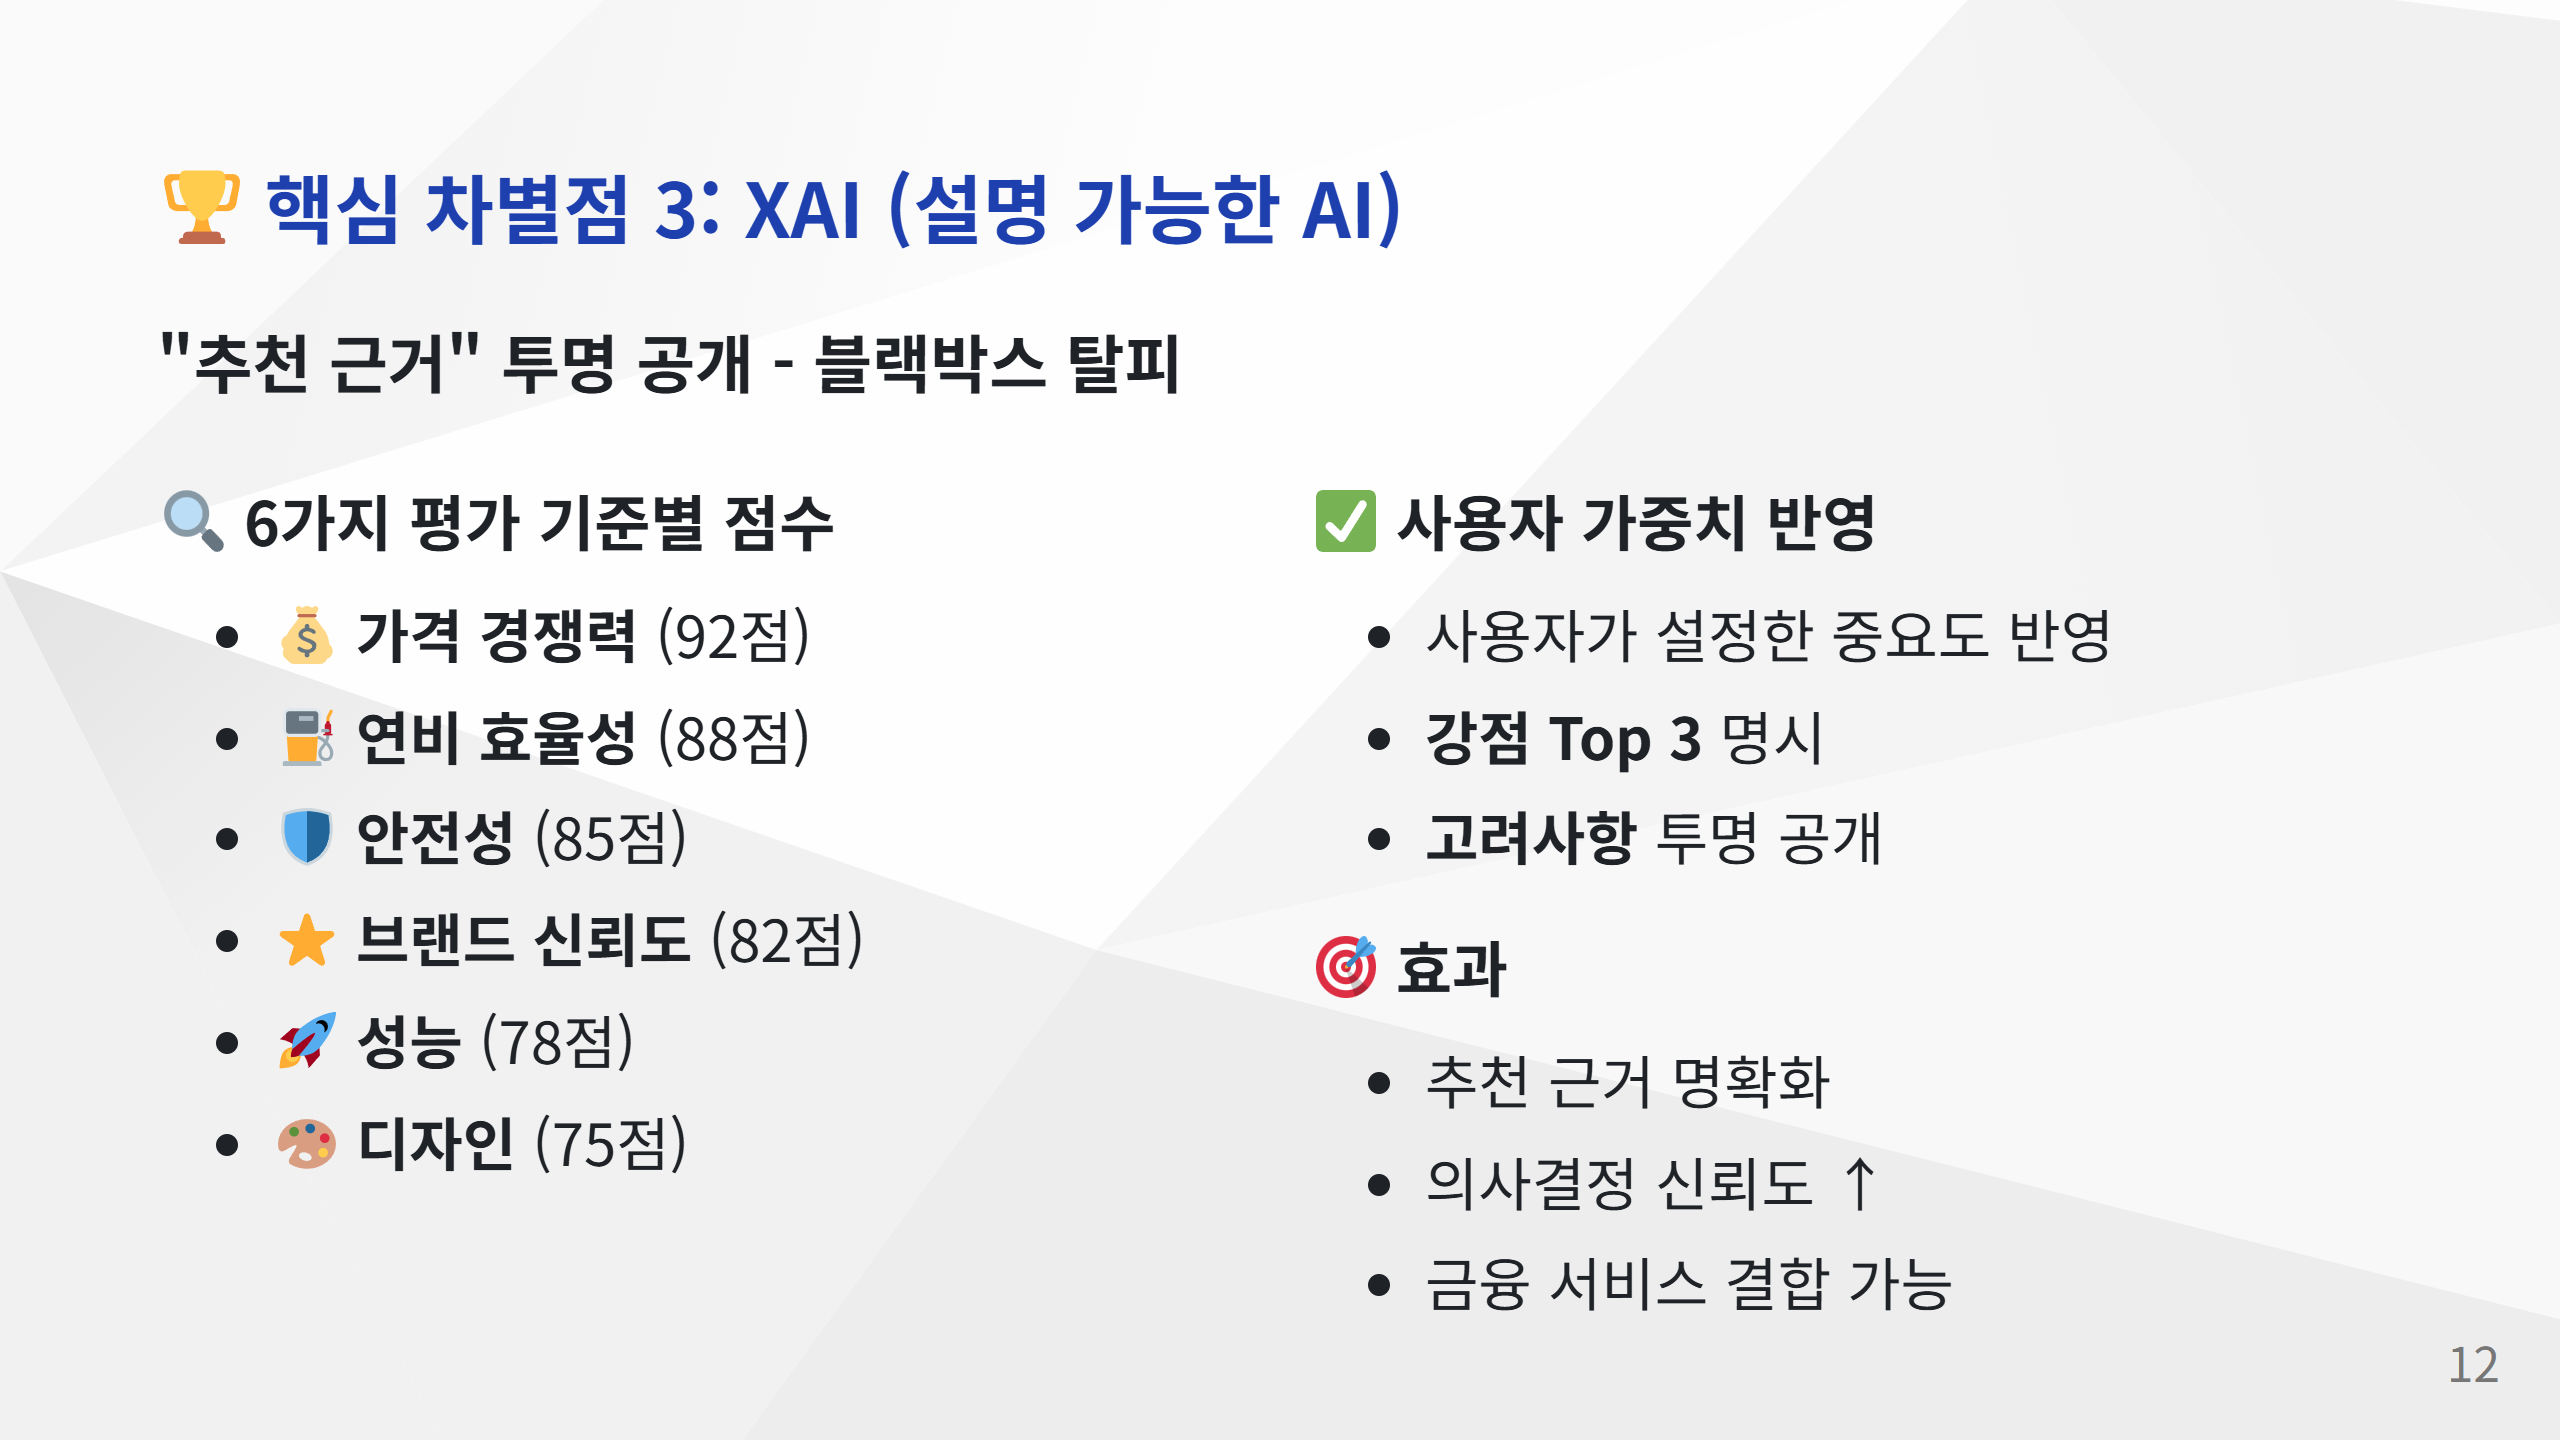 🏆 핵심 차별점 3: XAI (설명 가능한 AI)
"추천 근거" 투명 공개 - 블랙박스 탈피
🔍 6가지 평가 기준별 점수
• 💰 가격 경쟁력 (92점)
• ⛽ 연비 효율성 (88점)
• 🛡️ 안전성 (85점)
• ⭐ 브랜드 신뢰도 (82점)
• 🚀 성능 (78점)
• 🎨 디자인 (75점)
✅ 사용자 가중치 반영
• 사용자가 설정한 중요도 반영
• 강점 Top 3 명시
• 고려사항 투명 공개
🎯 효과
• 추천 근거 명확화
• 의사결정 신뢰도 ↑
• 금융 서비스 결합 가능
12